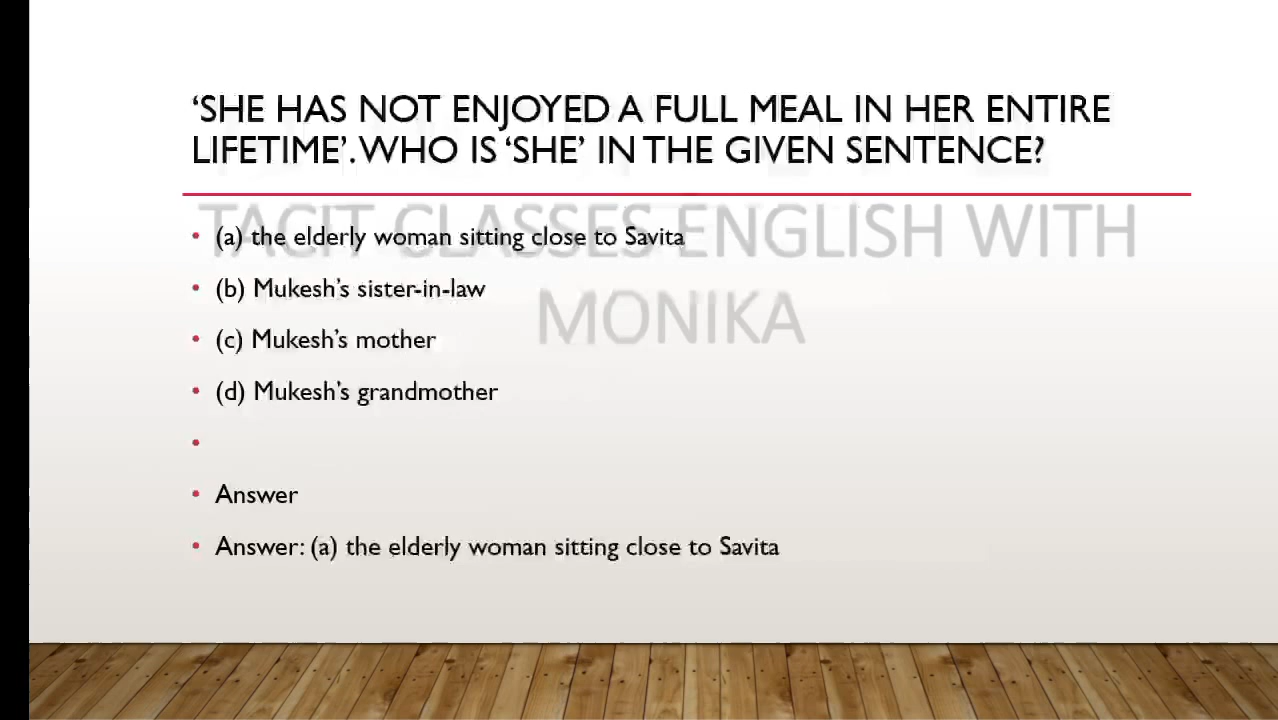 ‘SHE HAS NOT ENJOYED A FULL MEAL IN HER ENTIRE
LIFETIME’. WHO IS ‘SHE’ IN THE GIVEN SENTENCE?
TACIT CLASSES ENGLISH WITH
MONIKA
• (a) the elderly woman sitting close to Savita
• (b) Mukesh’s sister-in-law
• (c) Mukesh’s mother
• (d) Mukesh’s grandmother
•
• Answer
• Answer: (a) the elderly woman sitting close to Savita